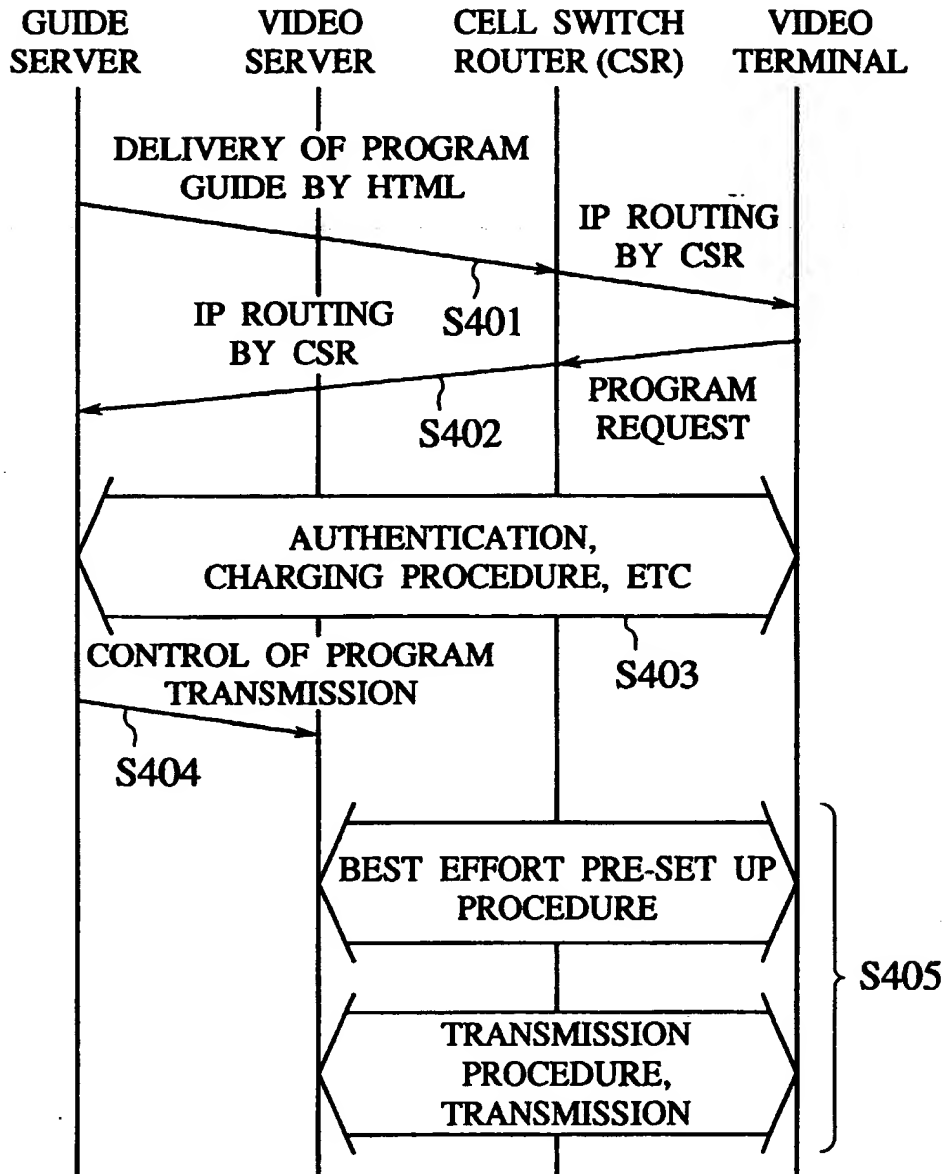 GUIDE
SERVER
VIDEO
SERVER
CELL SWITCH
ROUTER (CSR)
VIDEO
TERMINAL
DELIVERY OF PROGRAM
GUIDE BY HTML
IP ROUTING
BY CSR
S401
IP ROUTING
BY CSR
PROGRAM
REQUEST
S402
AUTHENTICATION,
CHARGING PROCEDURE, ETC
S403
CONTROL OF PROGRAM
TRANSMISSION
S404
BEST EFFORT PRE-SET UP
PROCEDURE
S405
TRANSMISSION
PROCEDURE,
TRANSMISSION